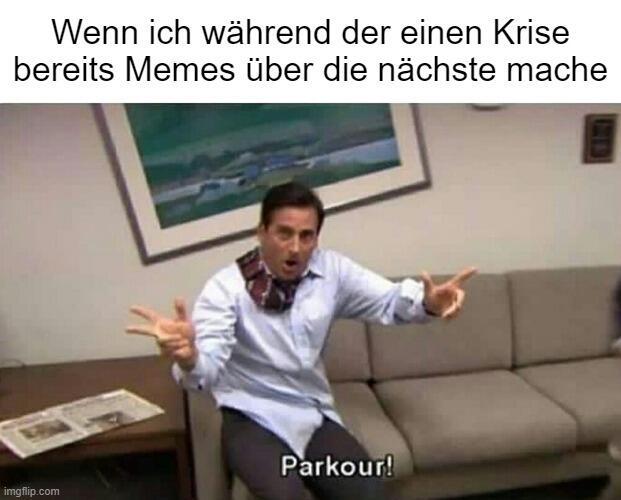 Wenn ich während der einen Krise
bereits Memes über die nächste mache
Parkour!
imgflip.com